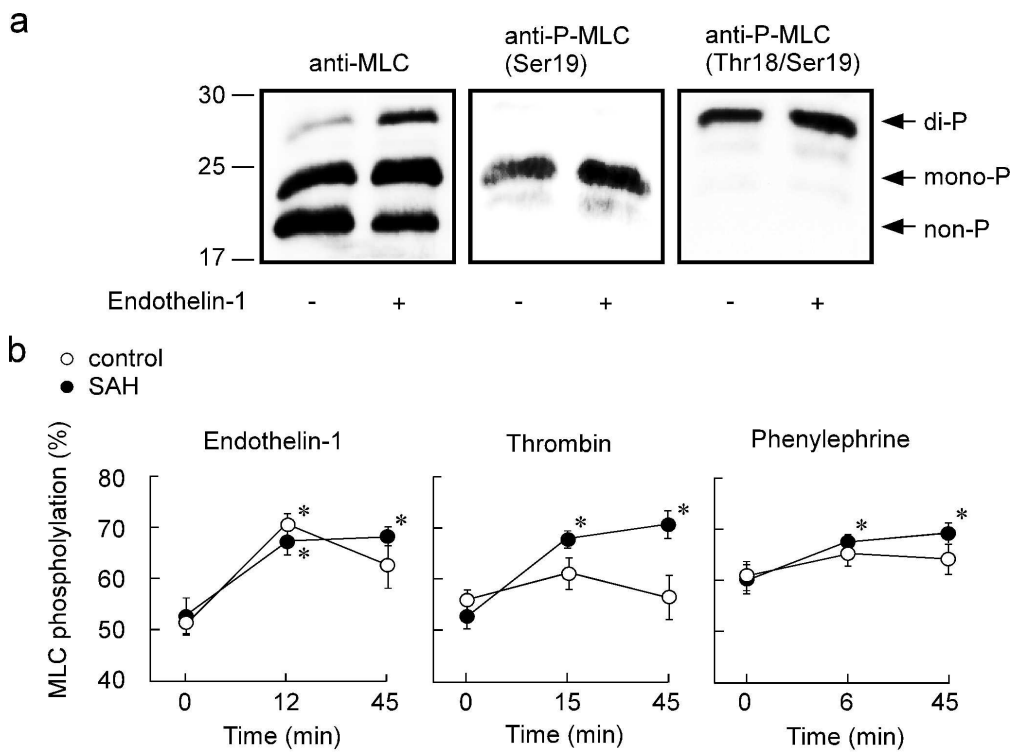 a
anti-MLC
anti-P-MLC
(Ser19)
anti-P-MLC
(Thr18/Ser19)
30
25
17
di-P
mono-P
non-P
Endothelin-1 - + - + - +
b
control
SAH
MLC phospholylation (%)
Endothelin-1
Thrombin
Phenylephrine
80
70
60
50
40
* * *
* *
* *
0 12 45
0 15 45
0 6 45
Time (min)
Time (min)
Time (min)